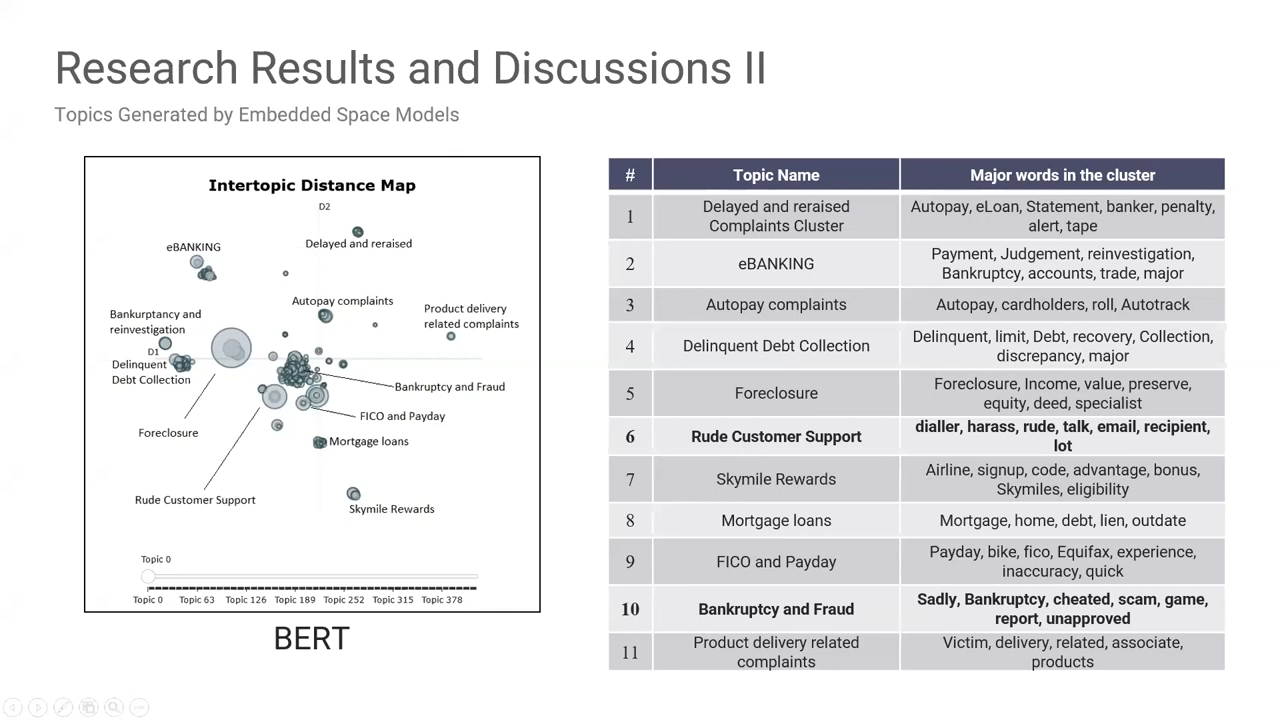 Research Results and Discussions II
Topics Generated by Embedded Space Models
Intertopic Distance Map
D2
eBANKING
Delayed and reraised
Autopay complaints
Product delivery
related complaints
Bankurptancy and
reinvestigation
D1
Delinquent
Debt Collection
Bankruptcy and Fraud
FICO and Payday
Foreclosure
Mortgage loans
Rude Customer Support
Skymile Rewards
Topic 0
Topic 0 Topic 63 Topic 126 Topic 189 Topic 252 Topic 315 Topic 378
BERT
# Topic Name Major words in the cluster
1 Delayed and reraised Complaints Cluster Autopay, eLoan, Statement, banker, penalty,
alert, tape
2 eBANKING Payment, Judgement, reinvestigation,
Bankruptcy, accounts, trade, major
3 Autopay complaints Autopay, cardholders, roll, Autotrack
4 Delinquent Debt Collection Delinquent, limit, Debt, recovery, Collection,
discrepancy, major
5 Foreclosure Foreclosure, Income, value, preserve,
equity, deed, specialist
6 Rude Customer Support dialler, harass, rude, talk, email, recipient,
lot
7 Skymile Rewards Airline, signup, code, advantage, bonus,
Skymiles, eligibility
8 Mortgage loans Mortgage, home, debt, lien, outdate
9 FICO and Payday Payday, bike, fico, Equifax, experience,
inaccuracy, quick
10 Bankruptcy and Fraud Sadly, Bankruptcy, cheated, scam, game,
report, unapproved
11 Product delivery related complaints Victim, delivery, related, associate,
products